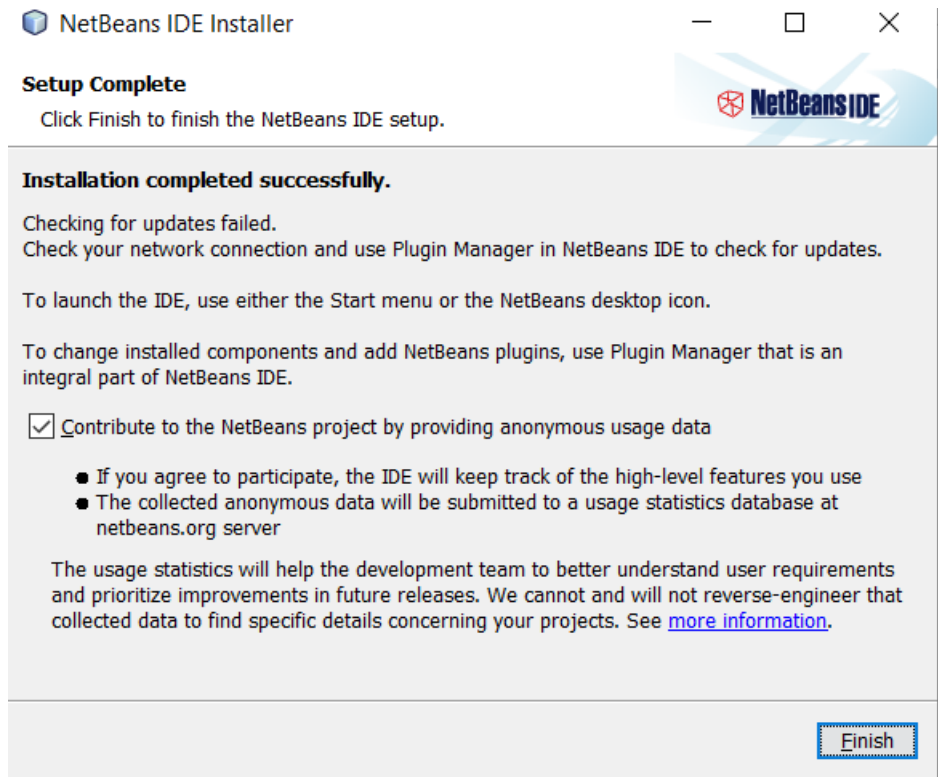 NetBeans IDE Installer
Setup Complete
Click Finish to finish the NetBeans IDE setup.
NetBeans IDE
Installation completed successfully.
Checking for updates failed.
Check your network connection and use Plugin Manager in NetBeans IDE to check for updates.
To launch the IDE, use either the Start menu or the NetBeans desktop icon.
To change installed components and add NetBeans plugins, use Plugin Manager that is an
integral part of NetBeans IDE.
Contribute to the NetBeans project by providing anonymous usage data
● If you agree to participate, the IDE will keep track of the high-level features you use
● The collected anonymous data will be submitted to a usage statistics database at
netbeans.org server
The usage statistics will help the development team to better understand user requirements
and prioritize improvements in future releases. We cannot and will not reverse-engineer that
collected data to find specific details concerning your projects. See more information.
Finish